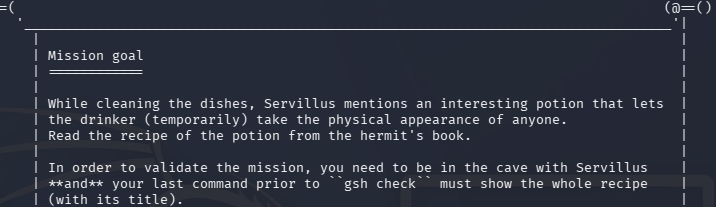 =(                                                                 (@==()
Mission goal
============
While cleaning the dishes, Servillus mentions an interesting potion that lets
the drinker (temporarily) take the physical appearance of anyone.
Read the recipe of the potion from the hermit's book.
In order to validate the mission, you need to be in the cave with Servillus
**and** your last command prior to ``gsh check`` must show the whole recipe
(with its title).